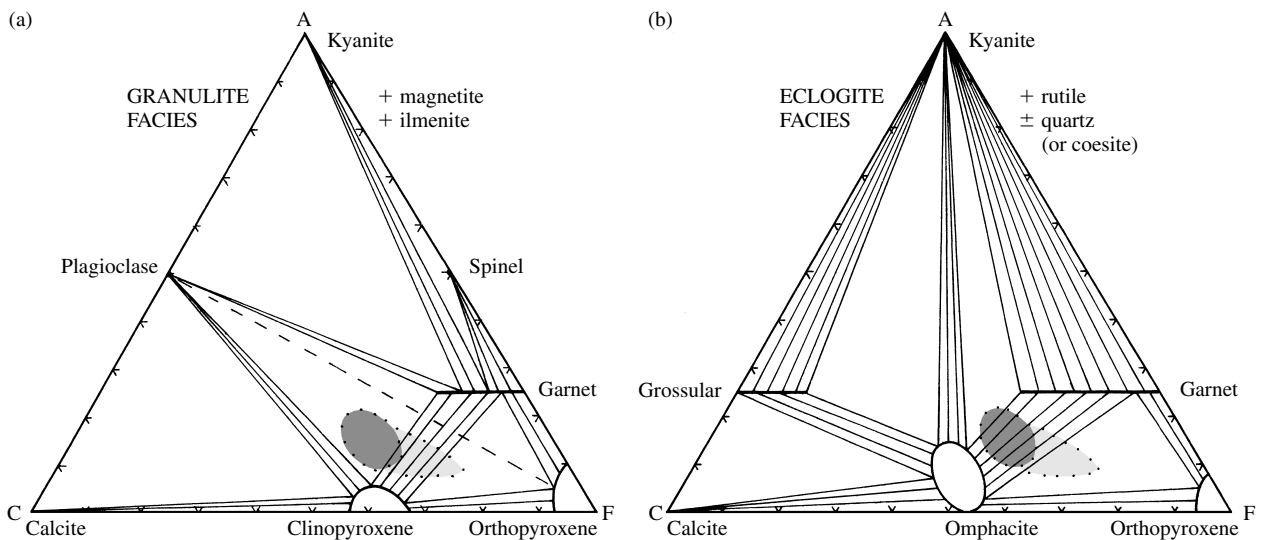 (a)
A
Kyanite
GRANULITE
FACIES
+ magnetite
+ ilmenite
Plagioclase
Spinel
Garnet
C
F
Calcite
Clinopyroxene
Orthopyroxene
(b)
A
Kyanite
ECLOGITE
FACIES
+ rutile
± quartz
(or coesite)
Grossular
Garnet
C
F
Calcite
Omphacite
Orthopyroxene